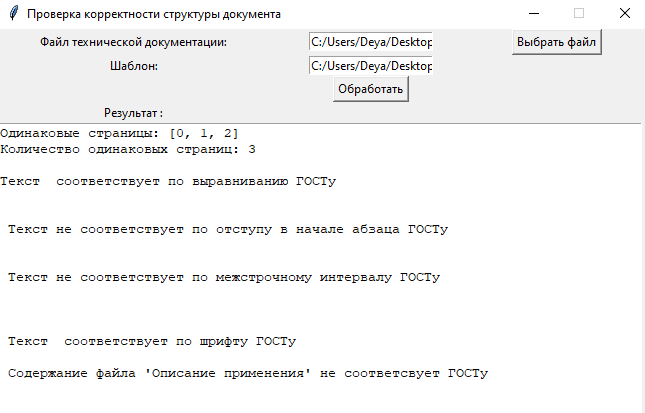 Проверка корректности структуры документа
Файл технической документации: C:/Users/Deya/Desktop Выбрать файл
Шаблон: C:/Users/Deya/Desktop
Обработать
Результат :
Одинаковые страницы: [0, 1, 2]
Количество одинаковых страниц: 3
Текст соответствует по выравниванию ГОСТу
Текст не соответствует по отступу в начале абзаца ГОСТу
Текст не соответствует по межстрочному интервалу ГОСТу
Текст соответствует по шрифту ГОСТу
Содержание файла 'Описание применения' не соответсвует ГОСТу